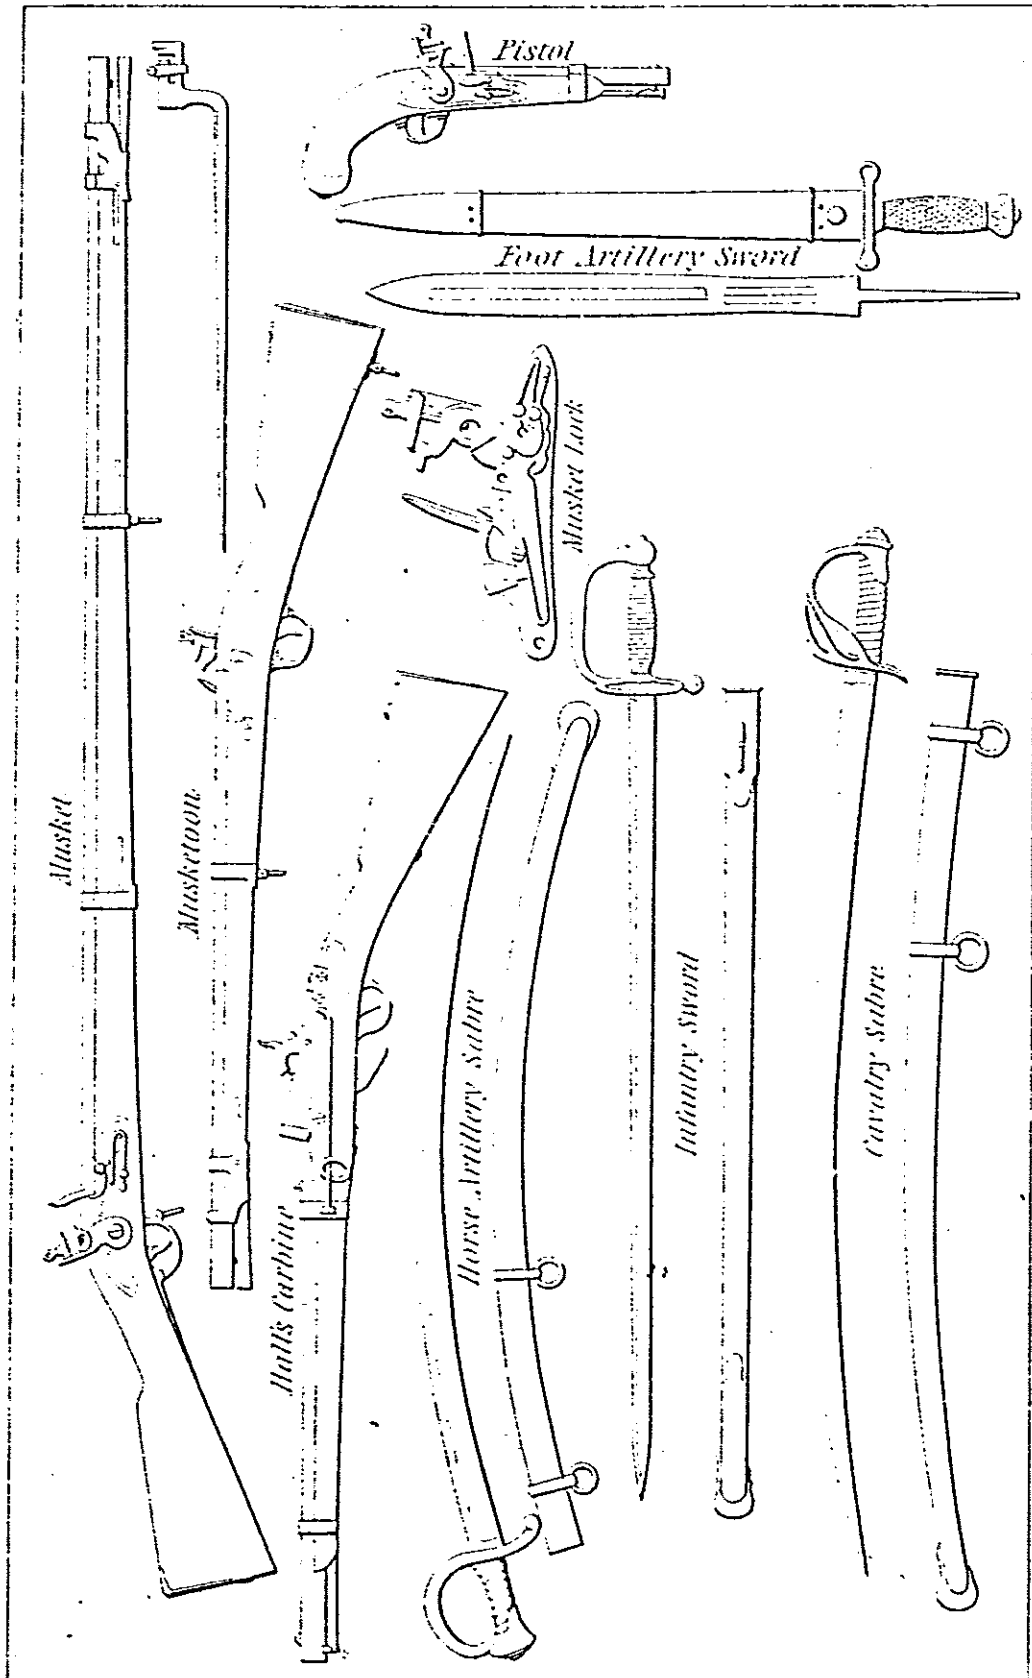 Pistol
Foot Artillery Sword
Musket Lock
Musket
Musketoon
Hall's Carbine
Horse Artillery Sabre
Infantry Sword
Cavalry Sabre